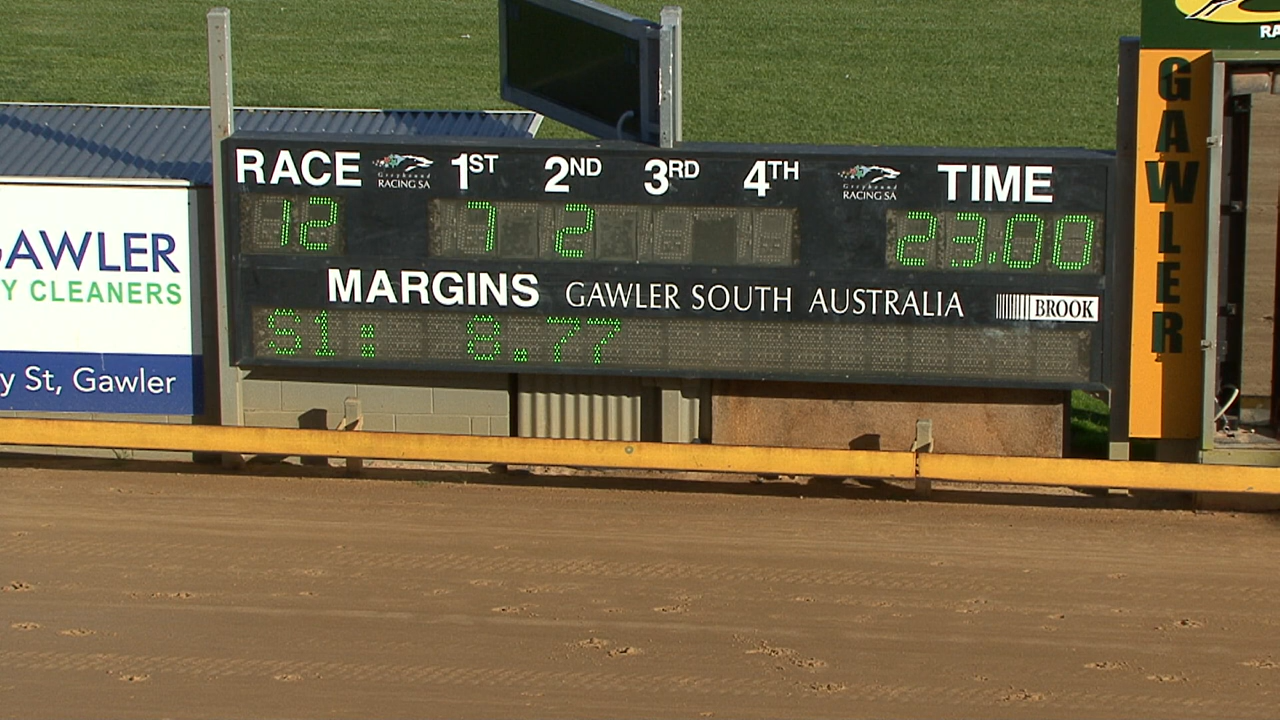 RA
GAWLER
RACE 1ST 2ND 3RD 4TH TIME
Greyhound
RACING SA
Greyhound
RACING SA
12 7 2 23.00
MARGINS GAWLER SOUTH AUSTRALIA BROOK
S1: 8.77
GAWLER
Y CLEANERS
y St, Gawler